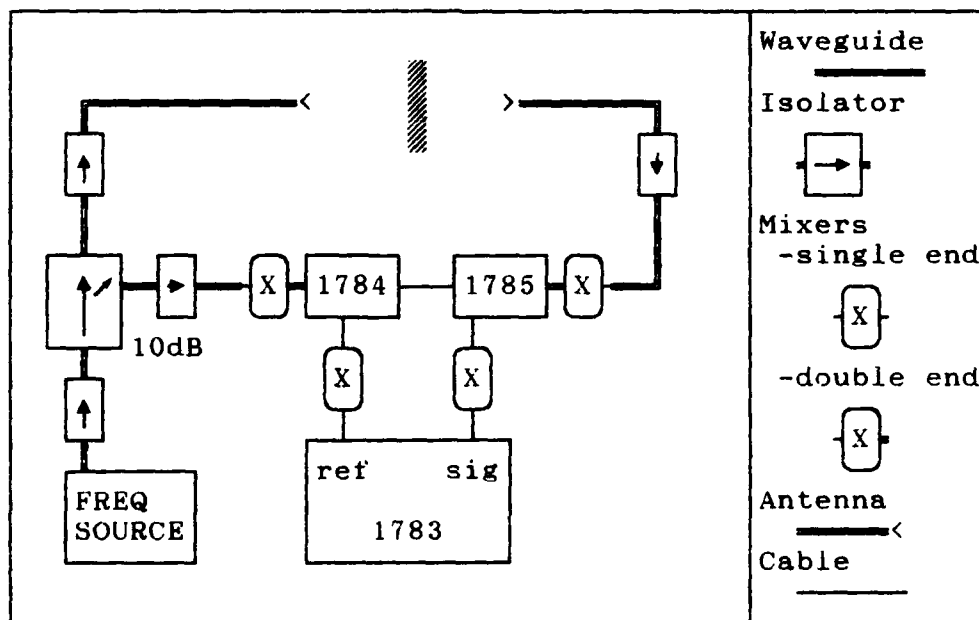 X
1784
1785
X
10dB
X
X
ref
sig
1783
FREQ
SOURCE
Waveguide
Isolator
Mixers
-single end
X
-double end
X
Antenna
Cable